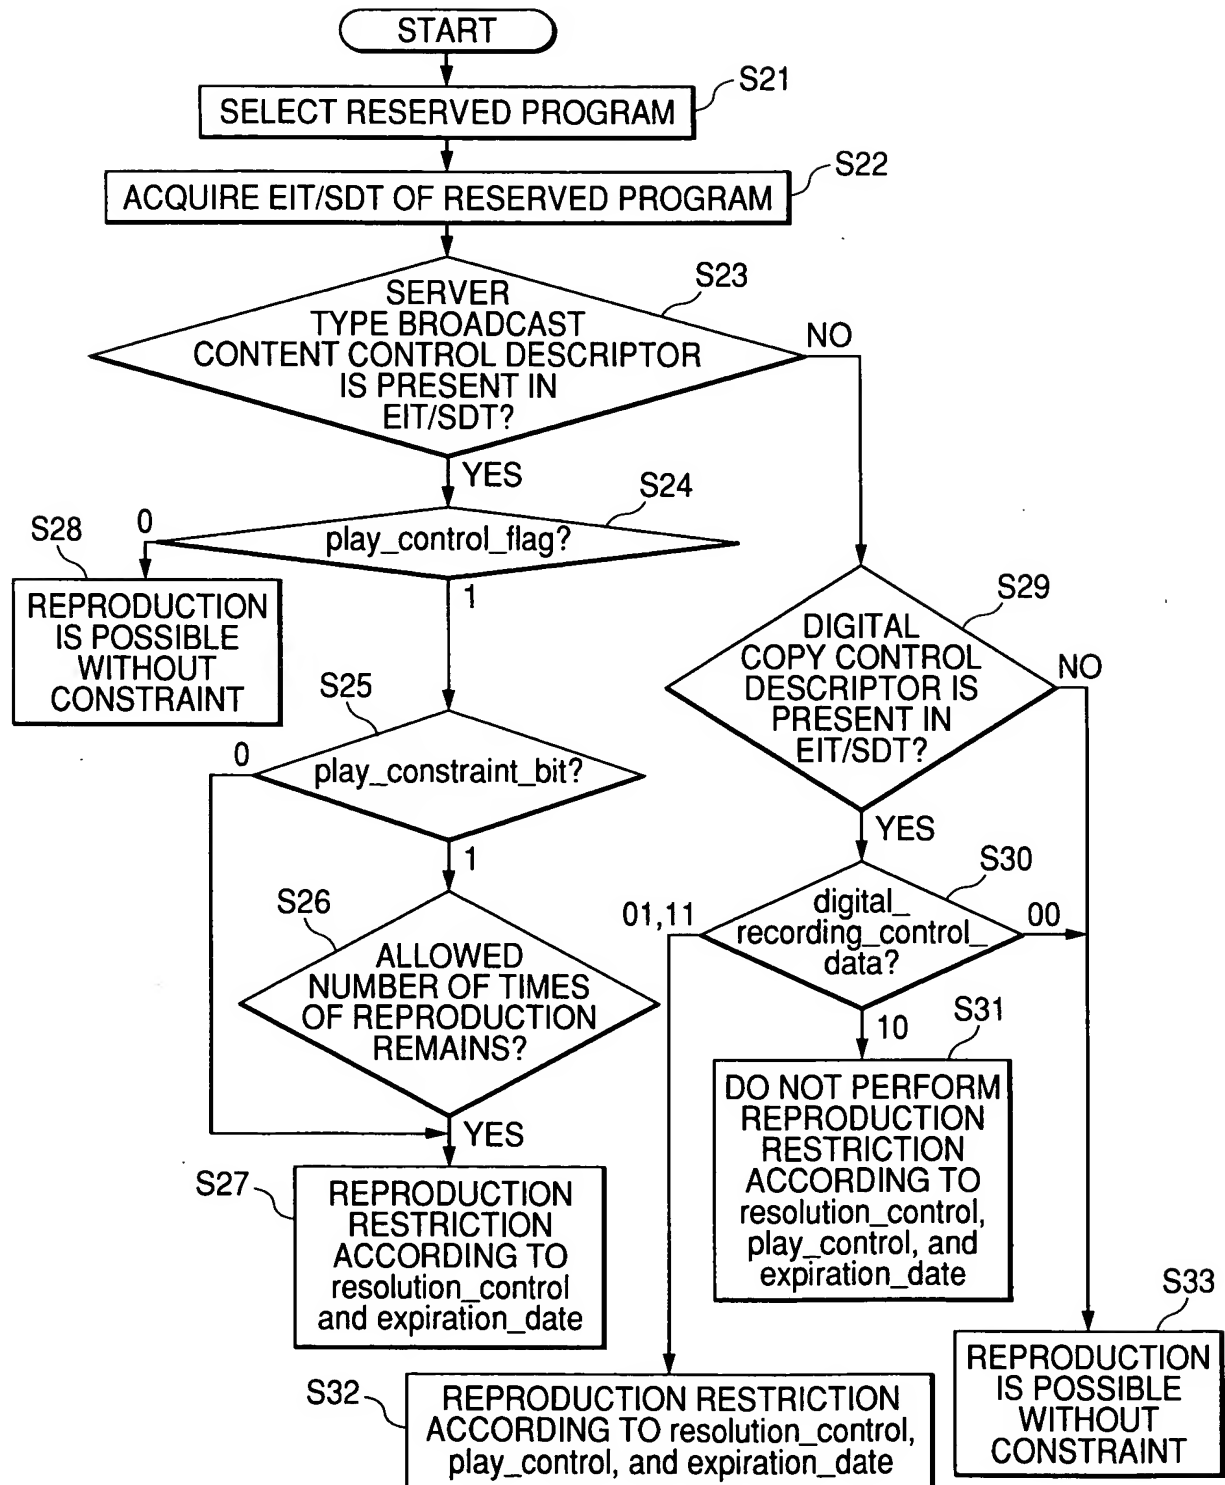 START
S21
SELECT RESERVED PROGRAM
S22
ACQUIRE EIT/SDT OF RESERVED PROGRAM
S23
SERVER
TYPE BROADCAST
CONTENT CONTROL DESCRIPTOR
IS PRESENT IN
EIT/SDT?
NO
YES
S24
play_control_flag?
0
1
S28
REPRODUCTION
IS POSSIBLE
WITHOUT
CONSTRAINT
S25
play_constraint_bit?
0
1
S26
ALLOWED
NUMBER OF TIMES
OF REPRODUCTION
REMAINS?
YES
S27
REPRODUCTION
RESTRICTION
ACCORDING TO
resolution_control
and expiration_date
S29
DIGITAL
COPY CONTROL
DESCRIPTOR IS
PRESENT IN
EIT/SDT?
NO
YES
S30
digital_
recording_control_
data?
01,11
00
10
S31
DO NOT PERFORM
REPRODUCTION
RESTRICTION
ACCORDING TO
resolution_control,
play_control, and
expiration_date
S32
REPRODUCTION RESTRICTION
ACCORDING TO resolution_control,
play_control, and expiration_date
S33
REPRODUCTION
IS POSSIBLE
WITHOUT
CONSTRAINT